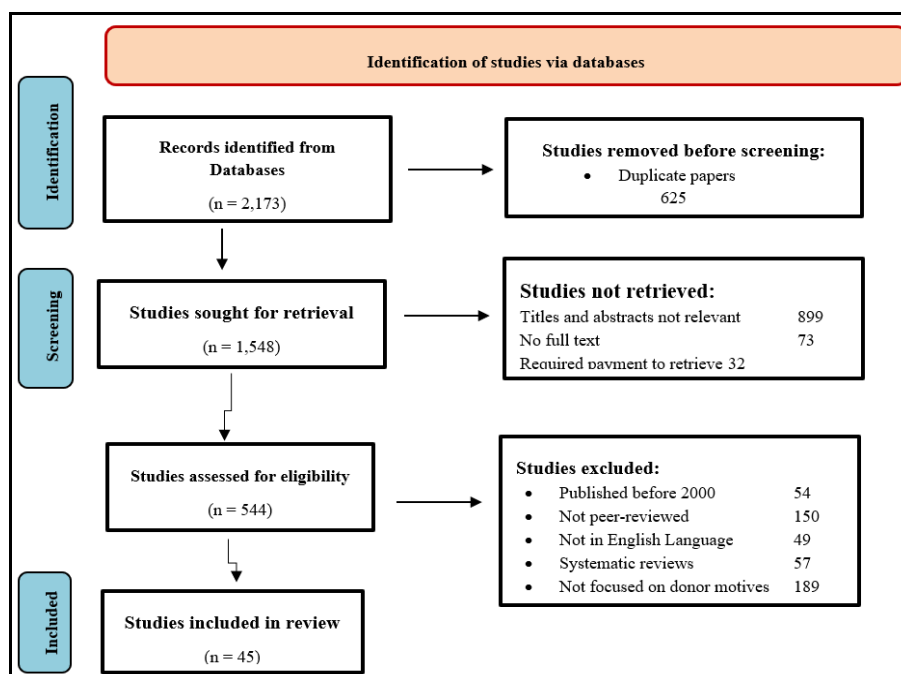 Identification of studies via databases
Identification
Records identified from
Databases
(n = 2,173)
Studies removed before screening:
• Duplicate papers
625
Screening
Studies sought for retrieval
(n = 1,548)
Studies not retrieved:
Titles and abstracts not relevant 899
No full text 73
Required payment to retrieve 32
Studies assessed for eligibility
(n = 544)
Studies excluded:
• Published before 2000 54
• Not peer-reviewed 150
• Not in English Language 49
• Systematic reviews 57
• Not focused on donor motives 189
Included
Studies included in review
(n = 45)